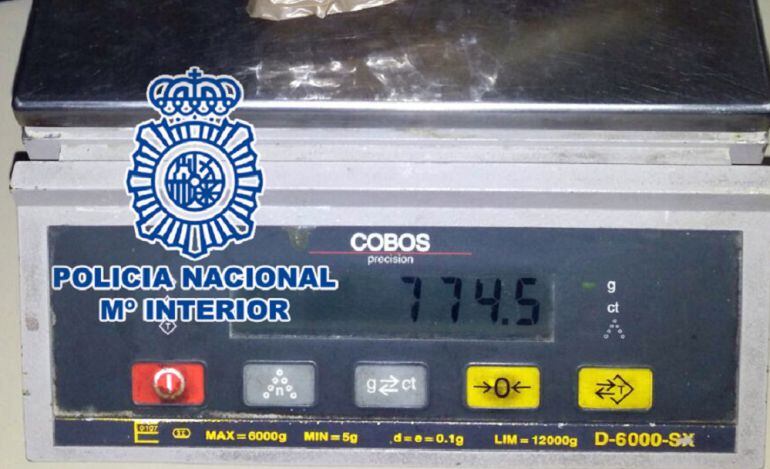 COBOS
precision
POLICIA NACIONAL
Mº INTERIOR
774.5
g
ct
T
n
g⇄ct
→0←
T
MAX=6000g MIN=5g d=e=0.1g LIM=12000g D-6000-SX